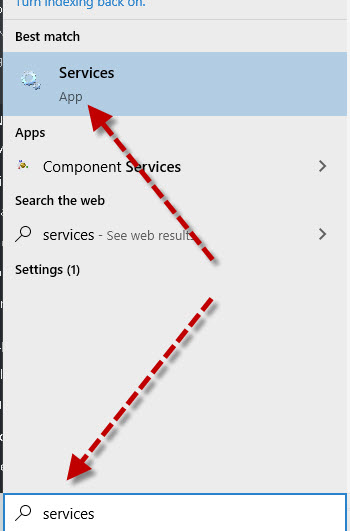 Turn indexing back on.
Best match
Services
App
Apps
Component Services
Search the web
services - See web results
Settings (1)
services